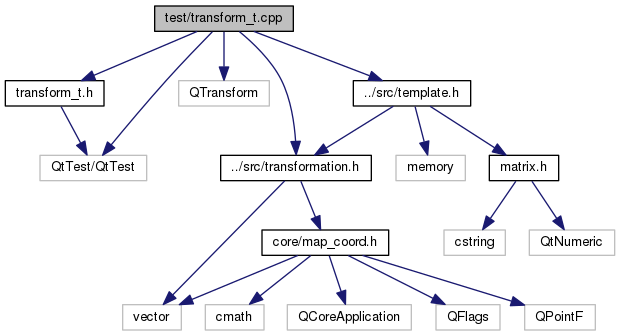 test/transform_t.cpp
transform_t.h
QTransform
../src/template.h
QtTest/QtTest
../src/transformation.h
memory
matrix.h
core/map_coord.h
cstring
QtNumeric
vector
cmath
QCoreApplication
QFlags
QPointF